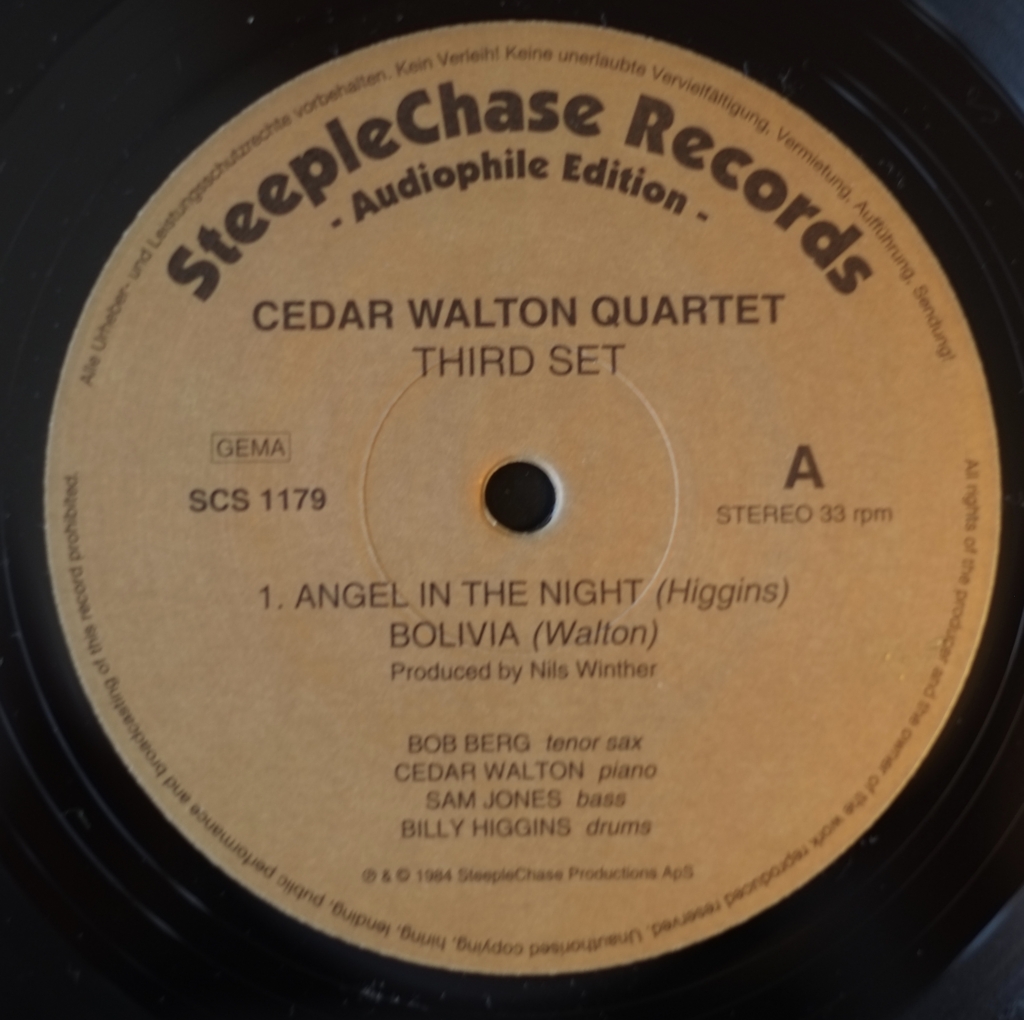 Alle Urheber- und Leistungsschutzrechte vorbehalten. Kein Verleih! Keine unerlaubte Vervielfältigung, Vermietung, Aufführung, Sendung!
SteepleChase Records
- Audiophile Edition -
CEDAR WALTON QUARTET
THIRD SET
GEMA
SCS 1179
A
STEREO 33 rpm
1. ANGEL IN THE NIGHT (Higgins)
BOLIVIA (Walton)
Produced by Nils Winther
BOB BERG tenor sax
CEDAR WALTON piano
SAM JONES bass
BILLY HIGGINS drums
℗ & © 1984 SteepleChase Productions ApS
All rights of the producer and the owner of the work reproduced reserved. Unauthorised copying, hiring, lending, public performance and broadcasting of this record prohibited.